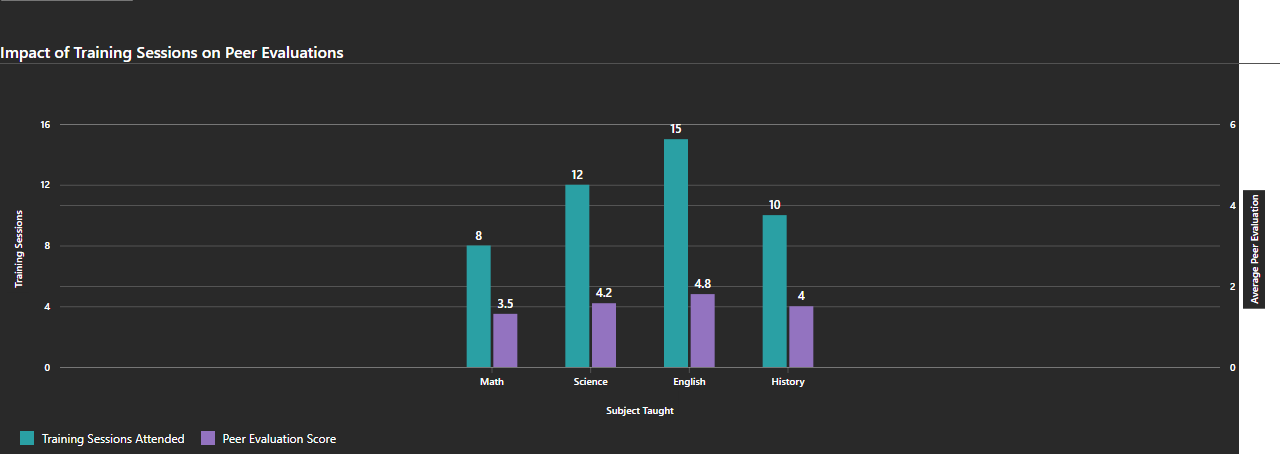 Impact of Training Sessions on Peer Evaluations
16
12
8
4
0
Training Sessions
6
4
2
0
Average Peer Evaluation
8
3.5
12
4.2
15
4.8
10
4
Math
Science
English
History
Subject Taught
Training Sessions Attended
Peer Evaluation Score